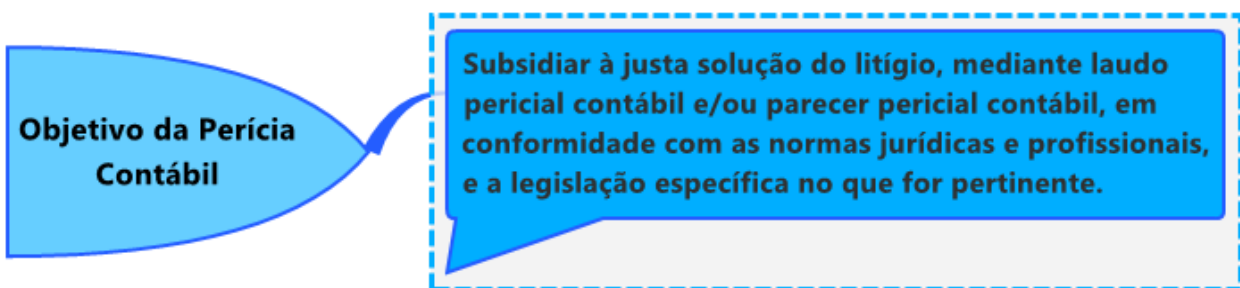 Objetivo da Perícia
Contábil
Subsidiar à justa solução do litígio, mediante laudo
pericial contábil e/ou parecer pericial contábil, em
conformidade com as normas jurídicas e profissionais,
e a legislação específica no que for pertinente.